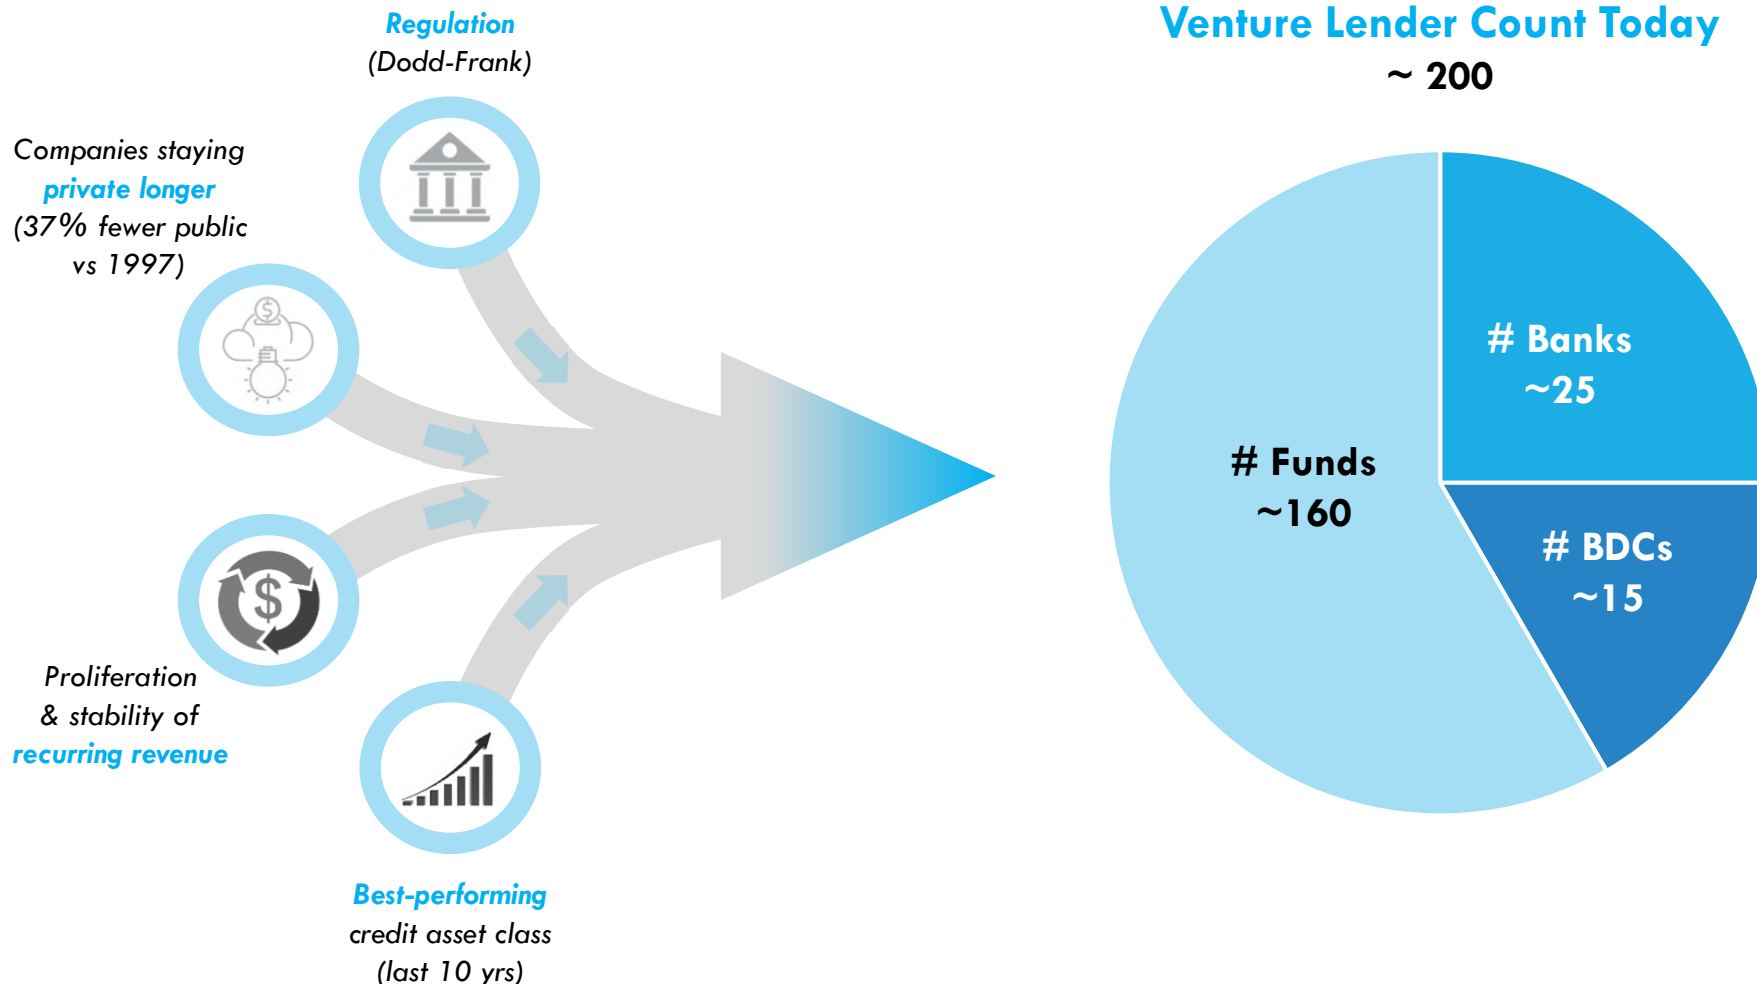 Regulation
(Dodd-Frank)
Companies staying
private longer
(37% fewer public
vs 1997)
$
$
Proliferation
& stability of
recurring revenue
Best-performing
credit asset class
(last 10 yrs)
Venture Lender Count Today
~ 200
# Banks
~25
# Funds
~160
# BDCs
~15